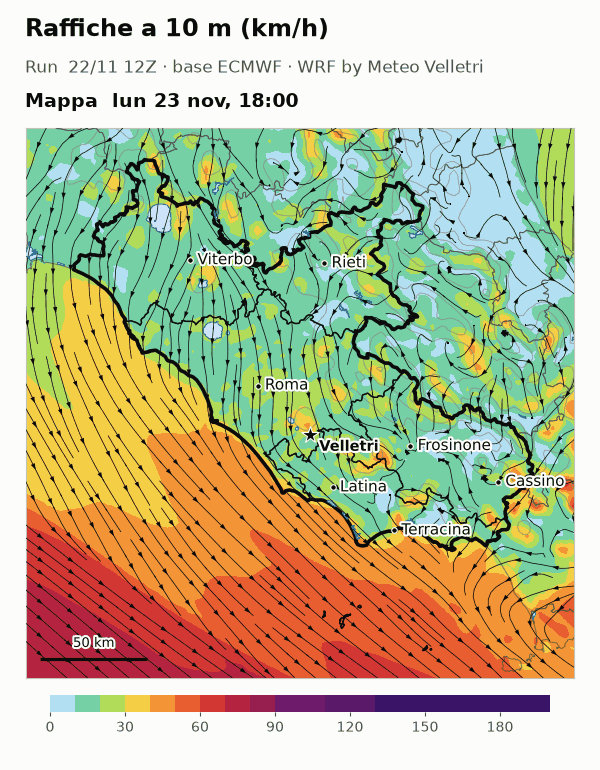 Raffiche a 10 m (km/h)
Run  22/11 12Z · base ECMWF · WRF by Meteo Velletri
Mappa  lun 23 nov, 18:00
Viterbo
Rieti
Roma
Velletri
Frosinone
Cassino
Latina
Terracina
50 km
0 30 60 90 120 150 180